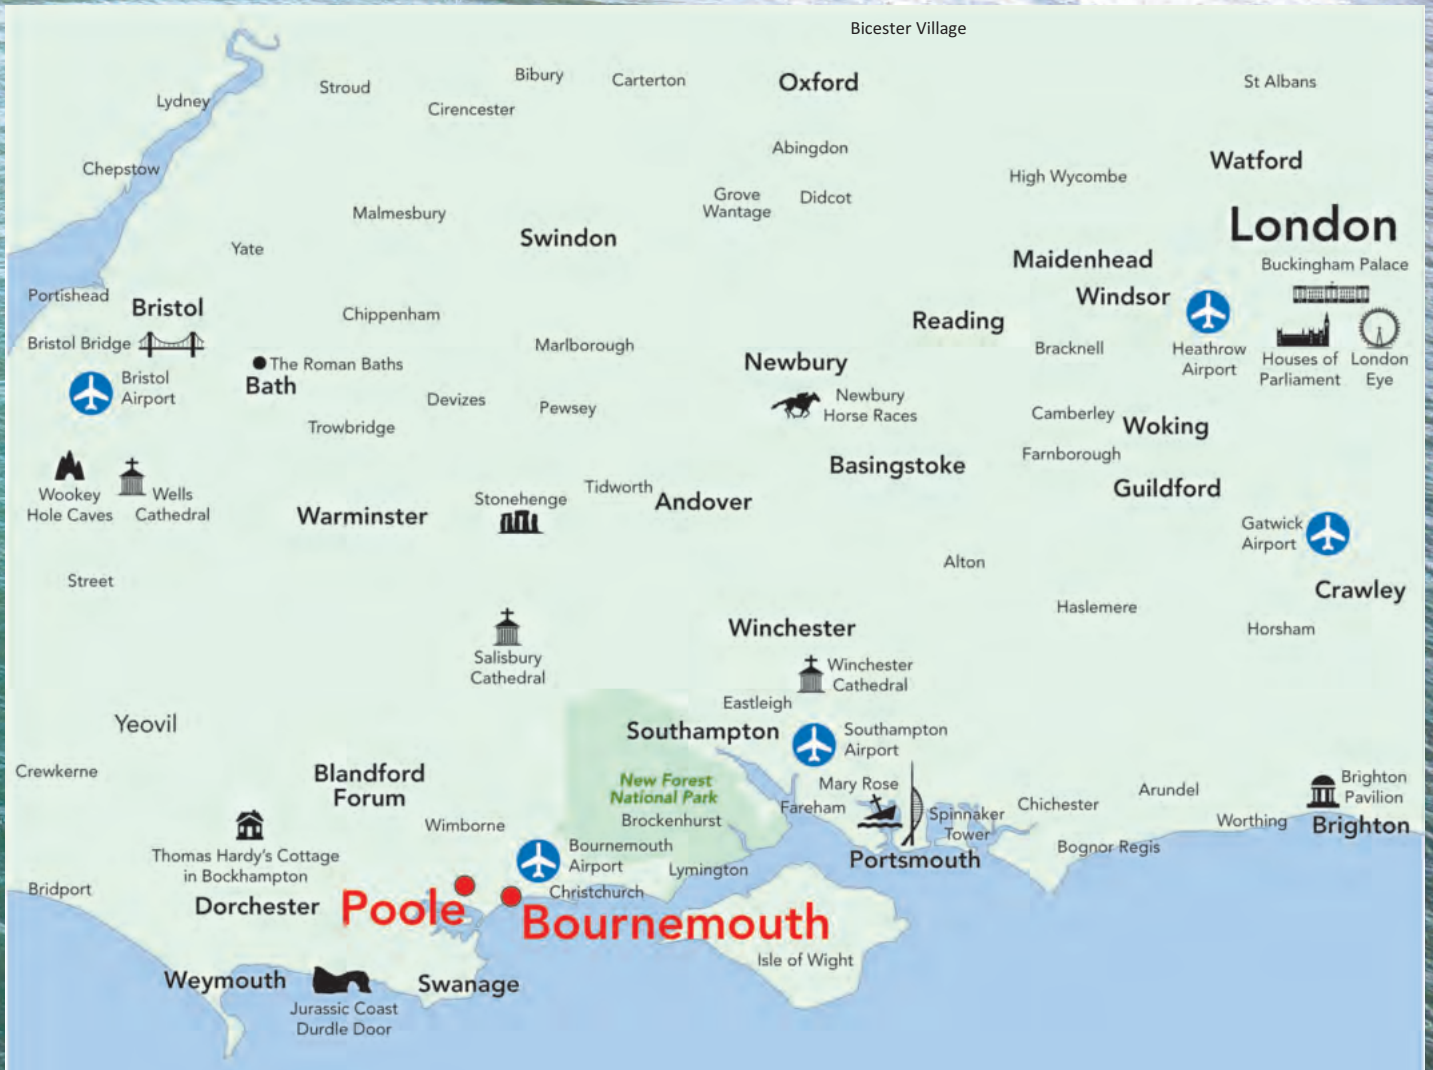 Bicester Village
Stroud
Bibury
Carterton
Oxford
St Albans
Lydney
Cirencester
Abingdon
Watford
Chepstow
High Wycombe
Grove
Wantage
Didcot
Malmesbury
Swindon
London
Yate
Maidenhead
Buckingham Palace
Portishead
Bristol
Windsor
Chippenham
Reading
Bristol Bridge
Marlborough
Bracknell
Heathrow
Airport
Houses of
Parliament
London
Eye
The Roman Baths
Bath
Newbury
Bristol
Airport
Devizes
Pewsey
Newbury
Horse Races
Camberley
Woking
Trowbridge
Farnborough
Basingstoke
Wookey
Hole Caves
Wells
Cathedral
Warminster
Stonehenge
Tidworth
Andover
Guildford
Gatwick
Airport
Street
Alton
Crawley
Haslemere
Horsham
Winchester
Salisbury
Cathedral
Winchester
Cathedral
Eastleigh
Yeovil
Southampton
Southampton
Airport
Crewkerne
Blandford
Forum
New Forest
National Park
Mary Rose
Fareham
Spinnaker
Tower
Chichester
Arundel
Brighton
Pavilion
Wimborne
Brockenhurst
Worthing
Brighton
Thomas Hardy's Cottage
in Bockhampton
Bournemouth
Airport
Lymington
Portsmouth
Bognor Regis
Bridport
Christchurch
Dorchester
Poole
Bournemouth
Isle of Wight
Weymouth
Swanage
Jurassic Coast
Durdle Door